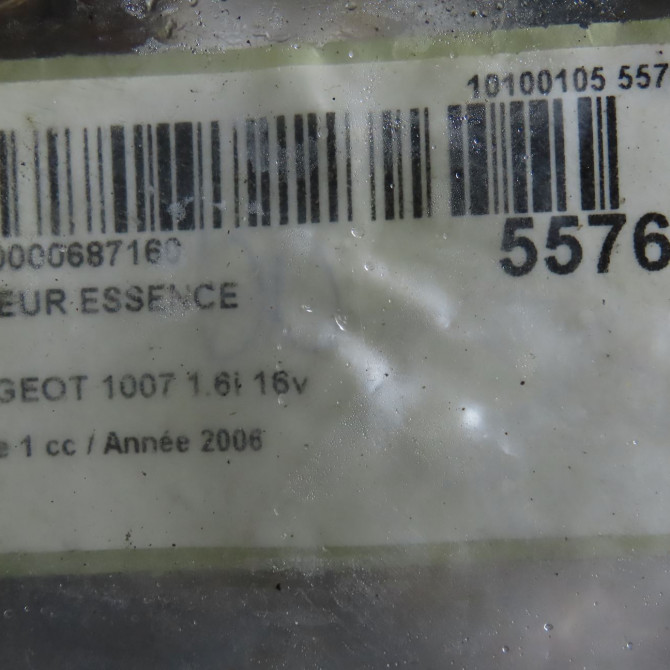 10100105 557
0000687160
5576
EUR ESSENCE
GEOT 1007 1.6i 16v
e 1 cc / Année 2006